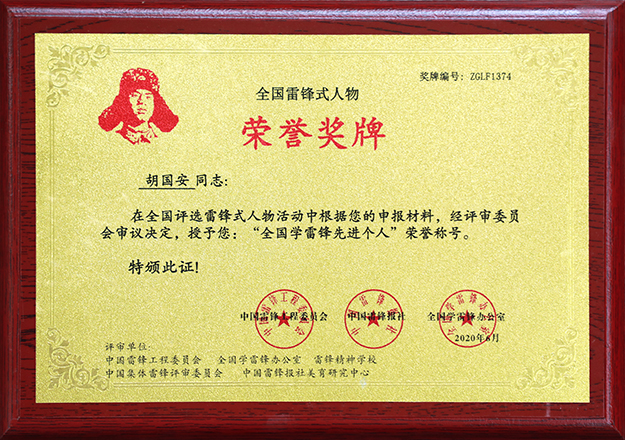 奖牌编号：ZGLF1374
全国雷锋式人物
荣誉奖牌
胡国安 同志：
在全国评选雷锋式人物活动中根据您的申报材料，经评审委员
会审议决定，授予您：“全国学雷锋先进个人”荣誉称号。
特颁此证！
中国雷锋工程委员会 中国雷锋报社 全国学雷锋办公室
2020年6月
评审单位：
中国雷锋工程委员会 全国学雷锋办公室 雷锋精神学校
中国集体雷锋评审委员会 中国雷锋报社美育研究中心